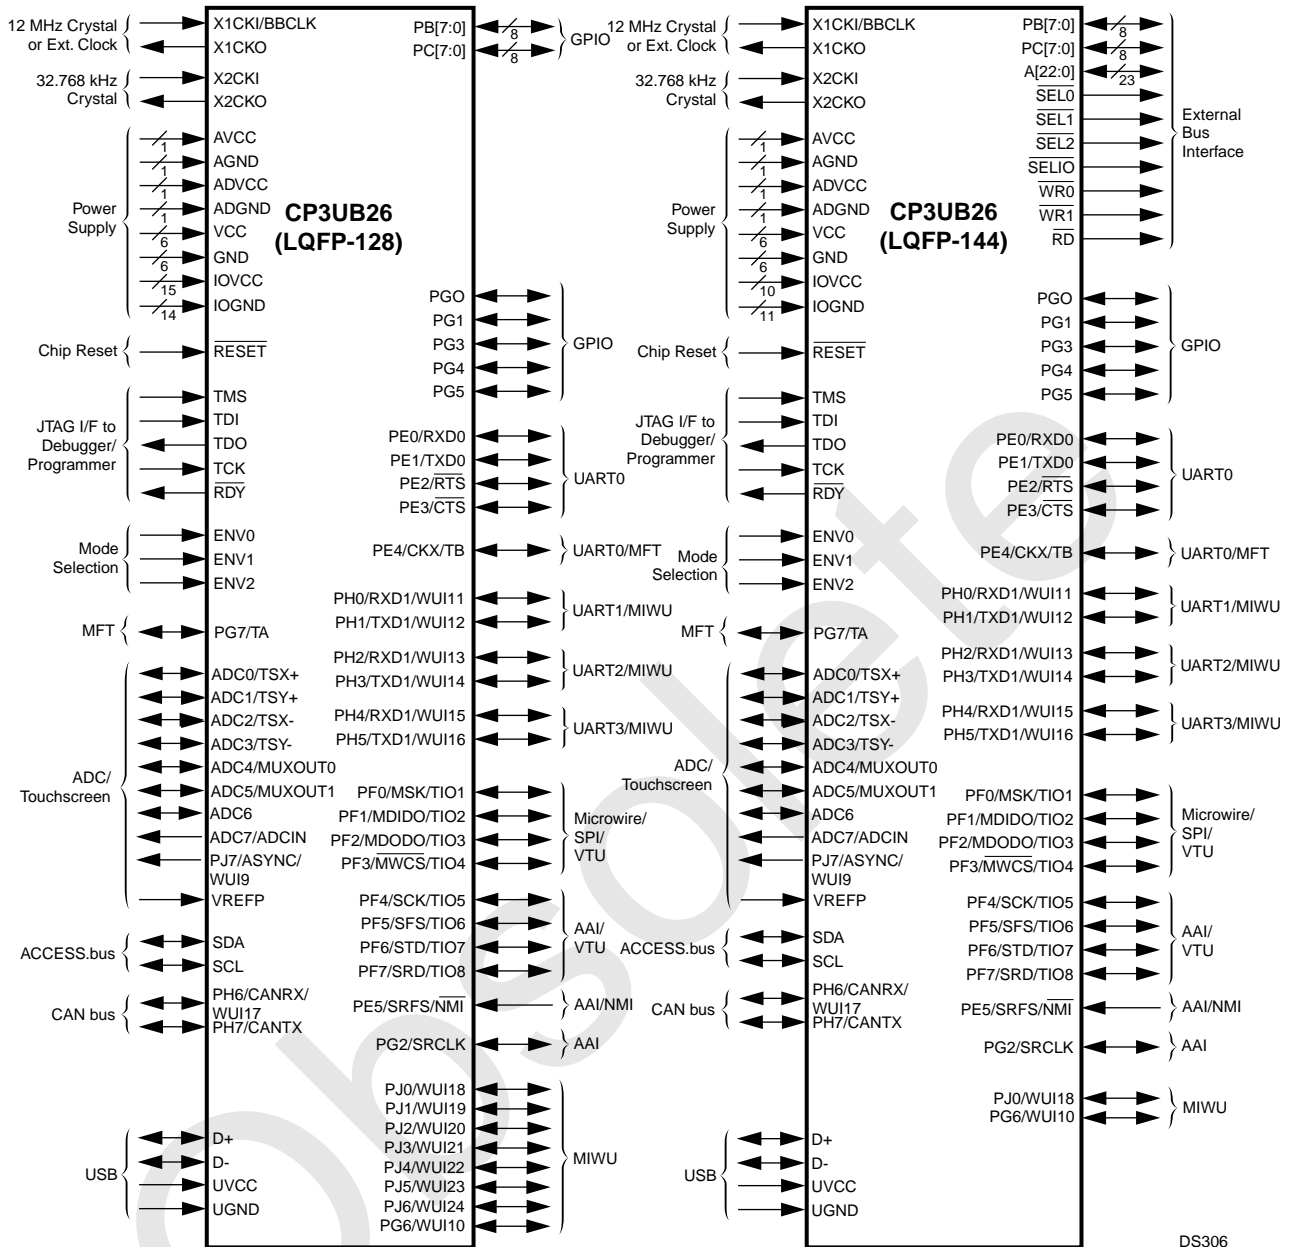 12 MHz Crystal
or Ext. Clock
X1CKI/BBCLK
X1CKO
32.768 kHz
Crystal
X2CKI
X2CKO
Power
Supply
AVCC
1
AGND
1
ADVCC
1
ADGND
1
VCC
6
GND
6
IOVCC
15
IOGND
14
Chip Reset
RESET
JTAG I/F to
Debugger/
Programmer
TMS
TDI
TDO
TCK
RDY
Mode
Selection
ENV0
ENV1
ENV2
MFT
PG7/TA
ADC/
Touchscreen
ADC0/TSX+
ADC1/TSY+
ADC2/TSX-
ADC3/TSY-
ADC4/MUXOUT0
ADC5/MUXOUT1
ADC6
ADC7/ADCIN
PJ7/ASYNC/
WUI9
VREFP
ACCESS.bus
SDA
SCL
CAN bus
PH6/CANRX/
WUI17
PH7/CANTX
USB
D+
D-
UVCC
UGND
CP3UB26
(LQFP-128)
PB[7:0]
8
PC[7:0]
8
GPIO
PGO
PG1
PG3
PG4
PG5
GPIO
PE0/RXD0
PE1/TXD0
PE2/RTS
PE3/CTS
UART0
PE4/CKX/TB
UART0/MFT
PH0/RXD1/WUI11
PH1/TXD1/WUI12
UART1/MIWU
PH2/RXD1/WUI13
PH3/TXD1/WUI14
UART2/MIWU
PH4/RXD1/WUI15
PH5/TXD1/WUI16
UART3/MIWU
PF0/MSK/TIO1
PF1/MDIDO/TIO2
PF2/MDODO/TIO3
PF3/MWCS/TIO4
Microwire/
SPI/
VTU
PF4/SCK/TIO5
PF5/SFS/TIO6
PF6/STD/TIO7
PF7/SRD/TIO8
AAI/
VTU
PE5/SRFS/NMI
AAI/NMI
PG2/SRCLK
AAI
PJ0/WUI18
PJ1/WUI19
PJ2/WUI20
PJ3/WUI21
PJ4/WUI22
PJ5/WUI23
PJ6/WUI24
PG6/WUI10
MIWU
12 MHz Crystal
or Ext. Clock
X1CKI/BBCLK
X1CKO
32.768 kHz
Crystal
X2CKI
X2CKO
Power
Supply
AVCC
1
AGND
1
ADVCC
1
ADGND
1
VCC
6
GND
6
IOVCC
10
IOGND
11
Chip Reset
RESET
JTAG I/F to
Debugger/
Programmer
TMS
TDI
TDO
TCK
RDY
Mode
Selection
ENV0
ENV1
ENV2
MFT
PG7/TA
ADC/
Touchscreen
ADC0/TSX+
ADC1/TSY+
ADC2/TSX-
ADC3/TSY-
ADC4/MUXOUT0
ADC5/MUXOUT1
ADC6
ADC7/ADCIN
PJ7/ASYNC/
WUI9
VREFP
ACCESS.bus
SDA
SCL
CAN bus
PH6/CANRX/
WUI17
PH7/CANTX
USB
D+
D-
UVCC
UGND
CP3UB26
(LQFP-144)
PB[7:0]
8
PC[7:0]
8
A[22:0]
23
SEL0
SEL1
SEL2
SELIO
WR0
WR1
RD
External
Bus
Interface
PGO
PG1
PG3
PG4
PG5
GPIO
PE0/RXD0
PE1/TXD0
PE2/RTS
PE3/CTS
UART0
PE4/CKX/TB
UART0/MFT
PH0/RXD1/WUI11
PH1/TXD1/WUI12
UART1/MIWU
PH2/RXD1/WUI13
PH3/TXD1/WUI14
UART2/MIWU
PH4/RXD1/WUI15
PH5/TXD1/WUI16
UART3/MIWU
PF0/MSK/TIO1
PF1/MDIDO/TIO2
PF2/MDODO/TIO3
PF3/MWCS/TIO4
Microwire/
SPI/
VTU
PF4/SCK/TIO5
PF5/SFS/TIO6
PF6/STD/TIO7
PF7/SRD/TIO8
AAI/
VTU
PE5/SRFS/NMI
AAI/NMI
PG2/SRCLK
AAI
PJ0/WUI18
PG6/WUI10
MIWU
DS306
Obsolete